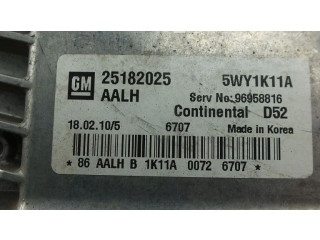 GM 25182025 5WY1K11A
AALH Serv No:96958816
Continental D52
18.02.10/5 6707 Made in Korea
* 86 AALH B 1K11A 0072 6707 *